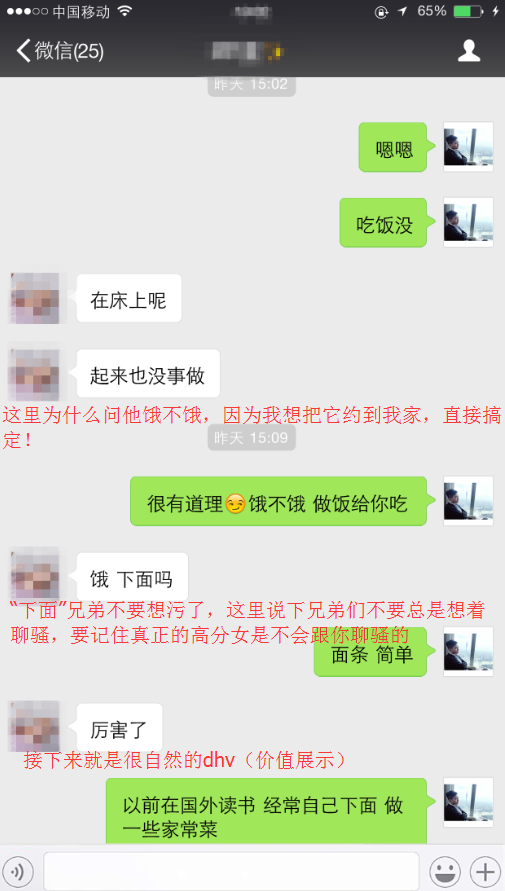 中国移动
65%
微信(25)
昨天 15:02
嗯嗯
吃饭没
在床上呢
起来也没事做
这里为什么问他饿不饿，因为我想把它约到我家，直接搞
定！
昨天 15:09
很有道理😏饿不饿 做饭给你吃
饿 下面吗
“下面”兄弟不要想污了，这里说下兄弟们不要总是想着
聊骚，要记住真正的高分女是不会跟你聊骚的
面条 简单
厉害了
接下来就是很自然的dhv（价值展示）
以前在国外读书 经常自己下面 做
一些家常菜